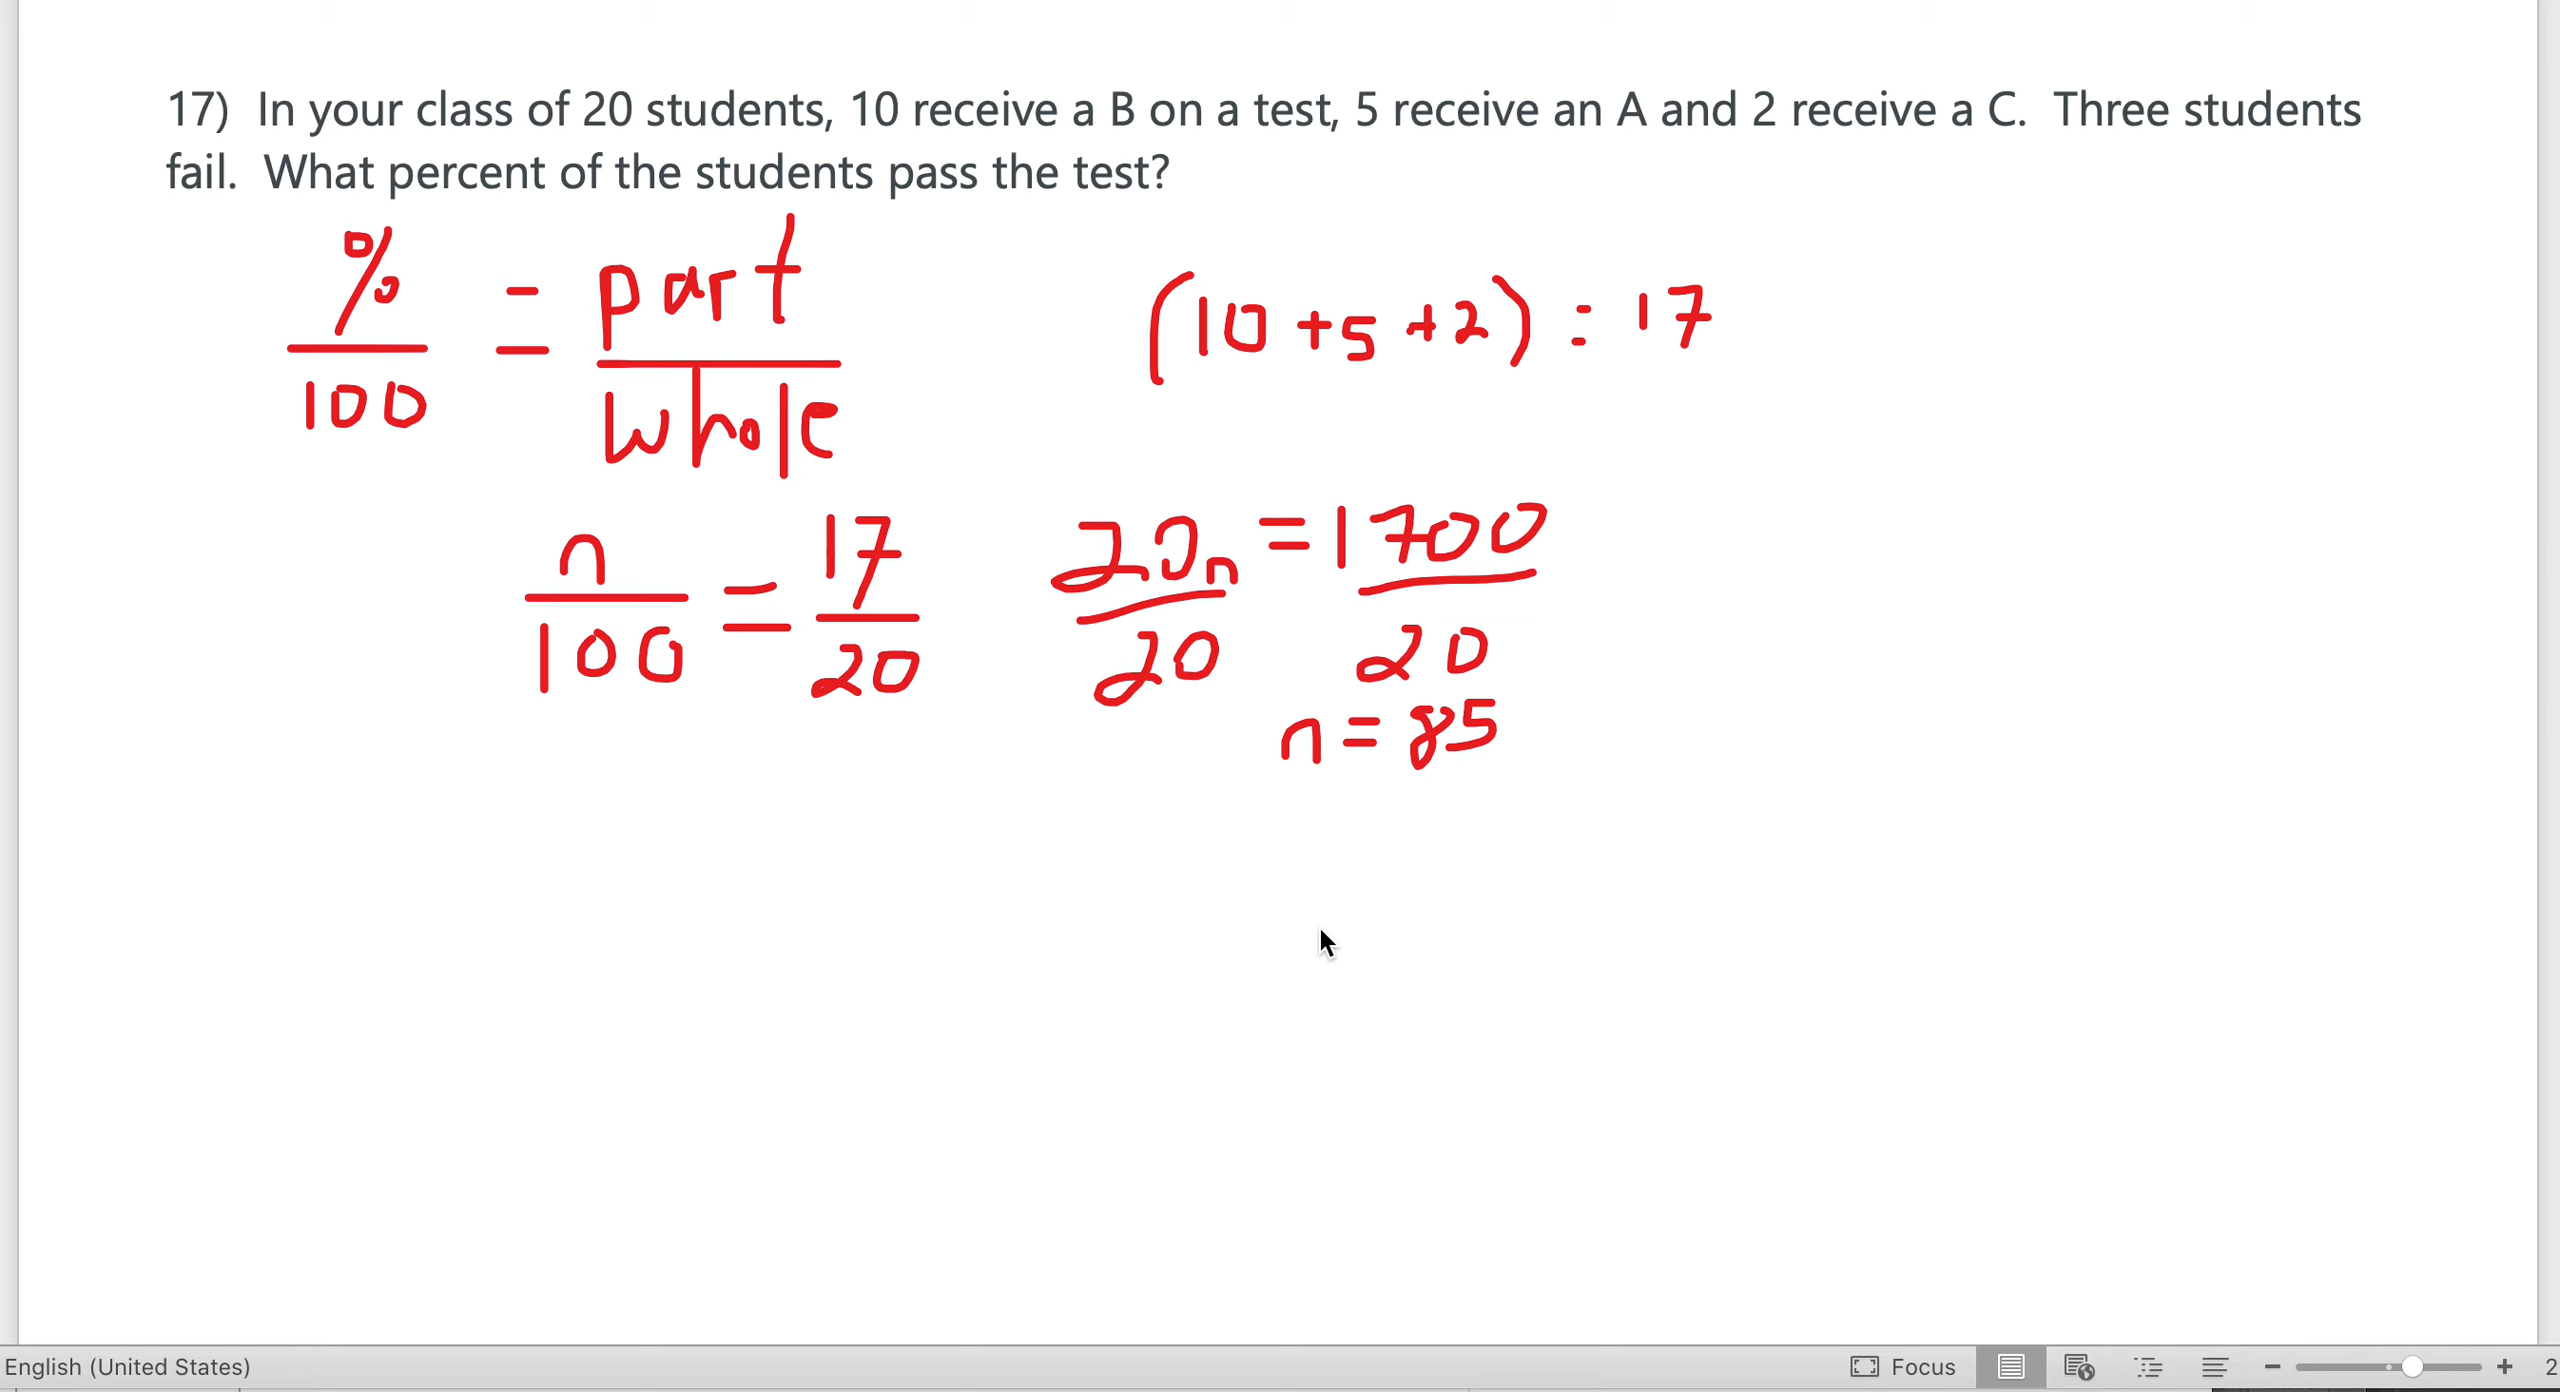 17) In your class of 20 students, 10 receive a B on a test, 5 receive an A and 2 receive a C. Three students
fail. What percent of the students pass the test?
%/100 = part/whole
(10 + 5 + 2) = 17
n/100 = 17/20
20n/20 = 1700/20
n = 85
English (United States)
Focus
2